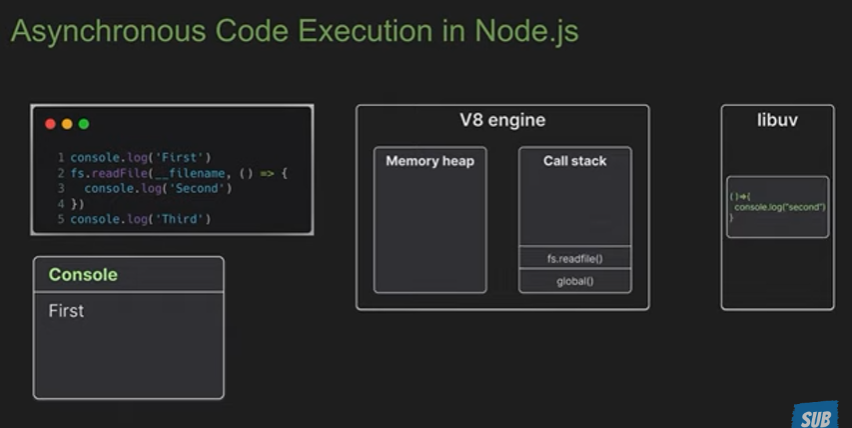 Asynchronous Code Execution in Node.js
1 console.log('First')
2 fs.readFile(__filename, () => {
3 console.log('Second')
4 })
5 console.log('Third')
Console
First
V8 engine
Memory heap
Call stack
fs.readfile()
global()
libuv
()=>{
console.log("second")
}
SUB